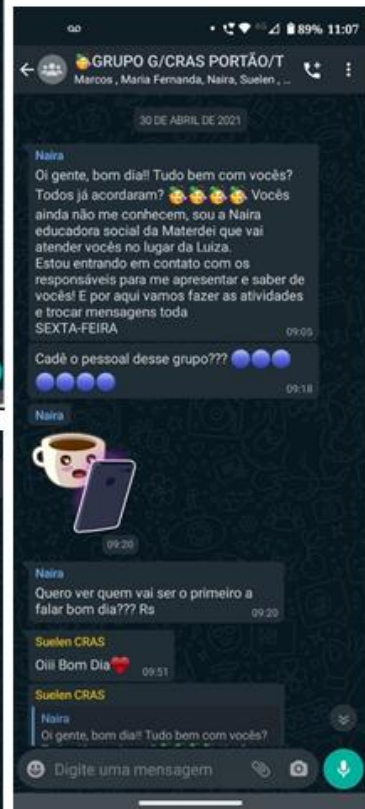 89% 11:07
GRUPO G/CRAS PORTÃO/T
Marcos , Maria Fernanda, Naira, Suelen , ...
30 DE ABRIL DE 2021
Naira
Oi gente, bom dia!! Tudo bem com vocês?
Todos já acordaram? Vocês
ainda não me conhecem, sou a Naira
educadora social da Materdei que vai
atender vocês no lugar da Luiza.
Estou entrando em contato com os
responsáveis para me apresentar e saber de
vocês! E por aqui vamos fazer as atividades
e trocar mensagens toda
SEXTA-FEIRA 09:05
Cadê o pessoal desse grupo???
09:18
Naira
09:20
Naira
Quero ver quem vai ser o primeiro a
falar bom dia??? Rs 09:20
Suelen CRAS
Oiii Bom Dia 09:51
Suelen CRAS
Naira
Oi gente, bom dia!! Tudo bem com vocês?
Digite uma mensagem